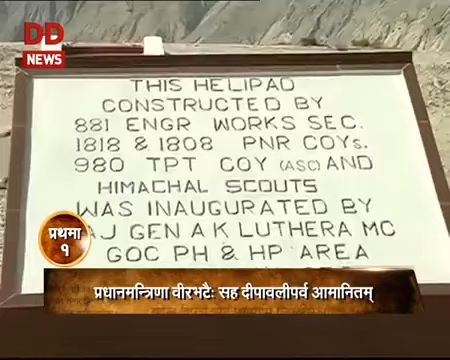 DD
NEWS
THIS HELIPAD
CONSTRUCTED BY
881 ENGR WORKS SEC.
1818 & 1808 PNR COYs.
980 TPT COY (ASC) AND
HIMACHAL SCOUTS
WAS INAUGURATED BY
AJ GEN A K LUTHERA MC
GOC PH & HP AREA
प्रथमा
१
प्रधानमन्त्रिणा वीरभटैः सह दीपावलीपर्व आमानितम्